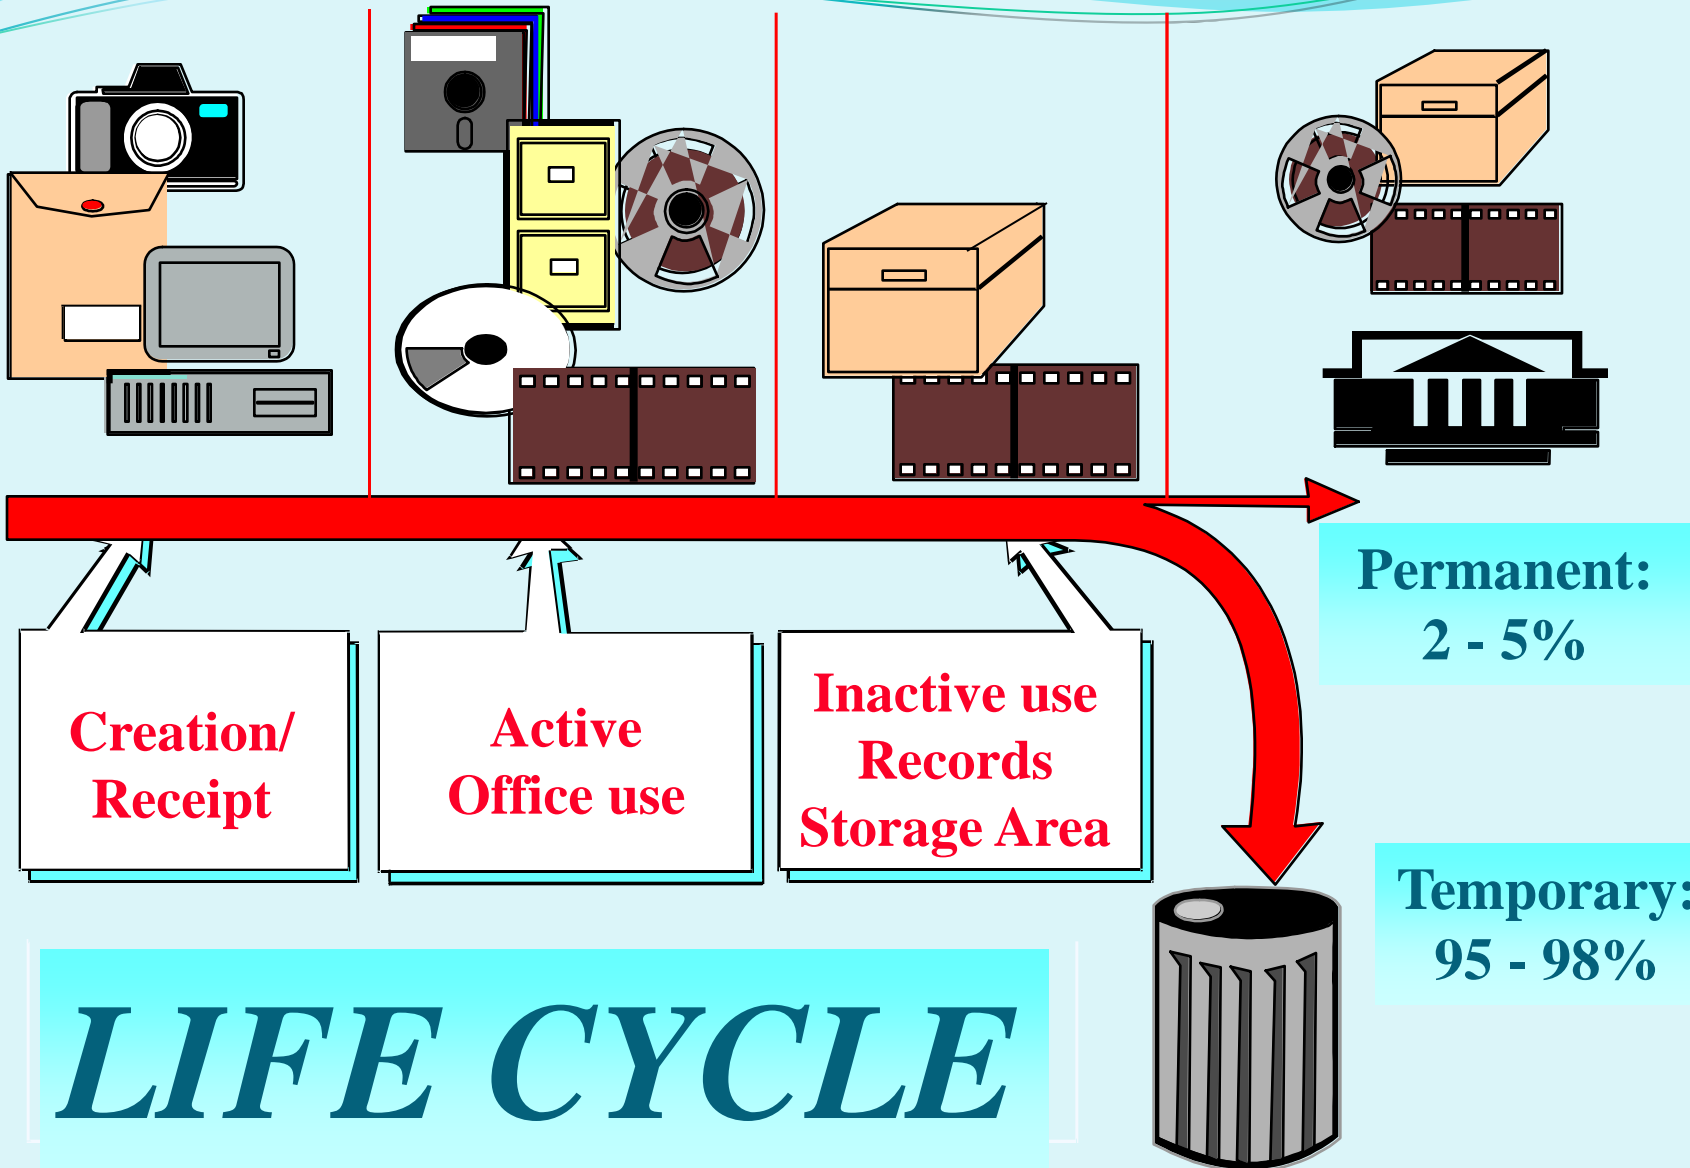 Permanent:
2 - 5%
Creation/
Receipt
Active
Office use
Inactive use
Records
Storage Area
Temporary:
95 - 98%
LIFE CYCLE